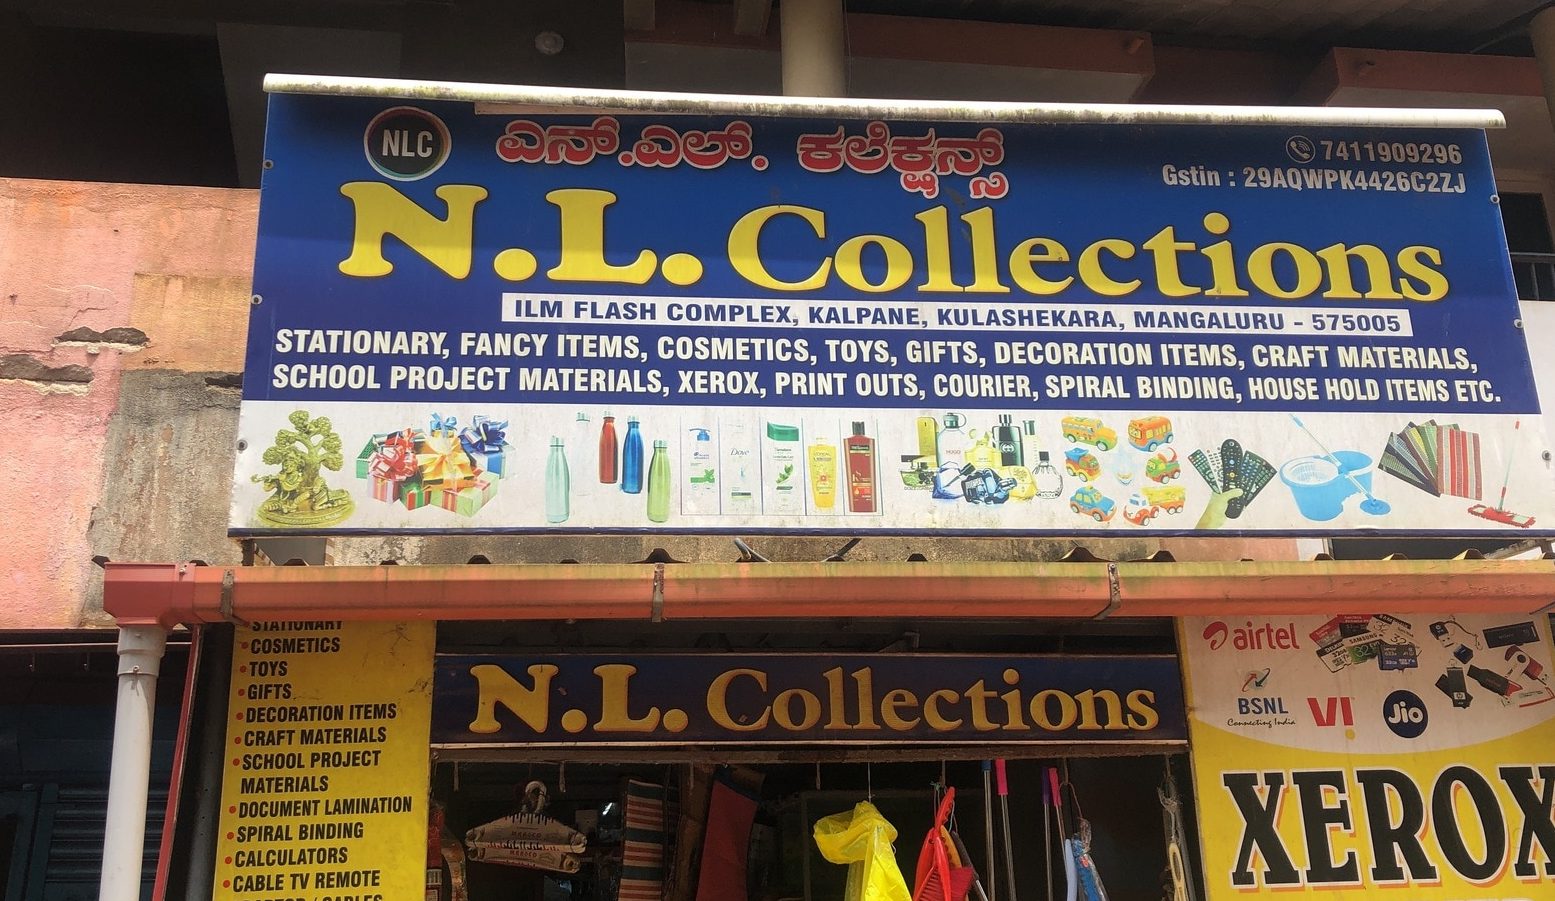 NLC
ಎಸ್.ಎಲ್. ಕಲೆಕ್ಷನ್ಸ್
7411909296
Gstin : 29AQWPK4426C2ZJ
N.L. Collections
ILM FLASH COMPLEX, KALPANE, KULASHEKARA, MANGALURU - 575005
STATIONARY, FANCY ITEMS, COSMETICS, TOYS, GIFTS, DECORATION ITEMS, CRAFT MATERIALS,
SCHOOL PROJECT MATERIALS, XEROX, PRINT OUTS, COURIER, SPIRAL BINDING, HOUSE HOLD ITEMS ETC.
Dove
STATIONARY
• COSMETICS
• TOYS
• GIFTS
• DECORATION ITEMS
• CRAFT MATERIALS
• SCHOOL PROJECT
MATERIALS
• DOCUMENT LAMINATION
• SPIRAL BINDING
• CALCULATORS
• CABLE TV REMOTE
N.L. Collections
airtel
SAMSUNG
BSNL
Connecting India
VI
Jio
XEROX